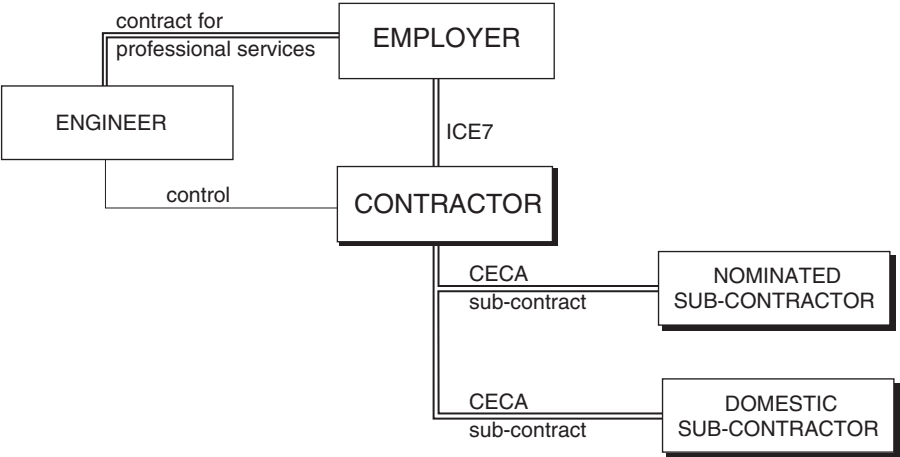 contract for
professional services
EMPLOYER
ENGINEER
ICE7
control
CONTRACTOR
CECA
sub-contract
NOMINATED
SUB-CONTRACTOR
CECA
sub-contract
DOMESTIC
SUB-CONTRACTOR